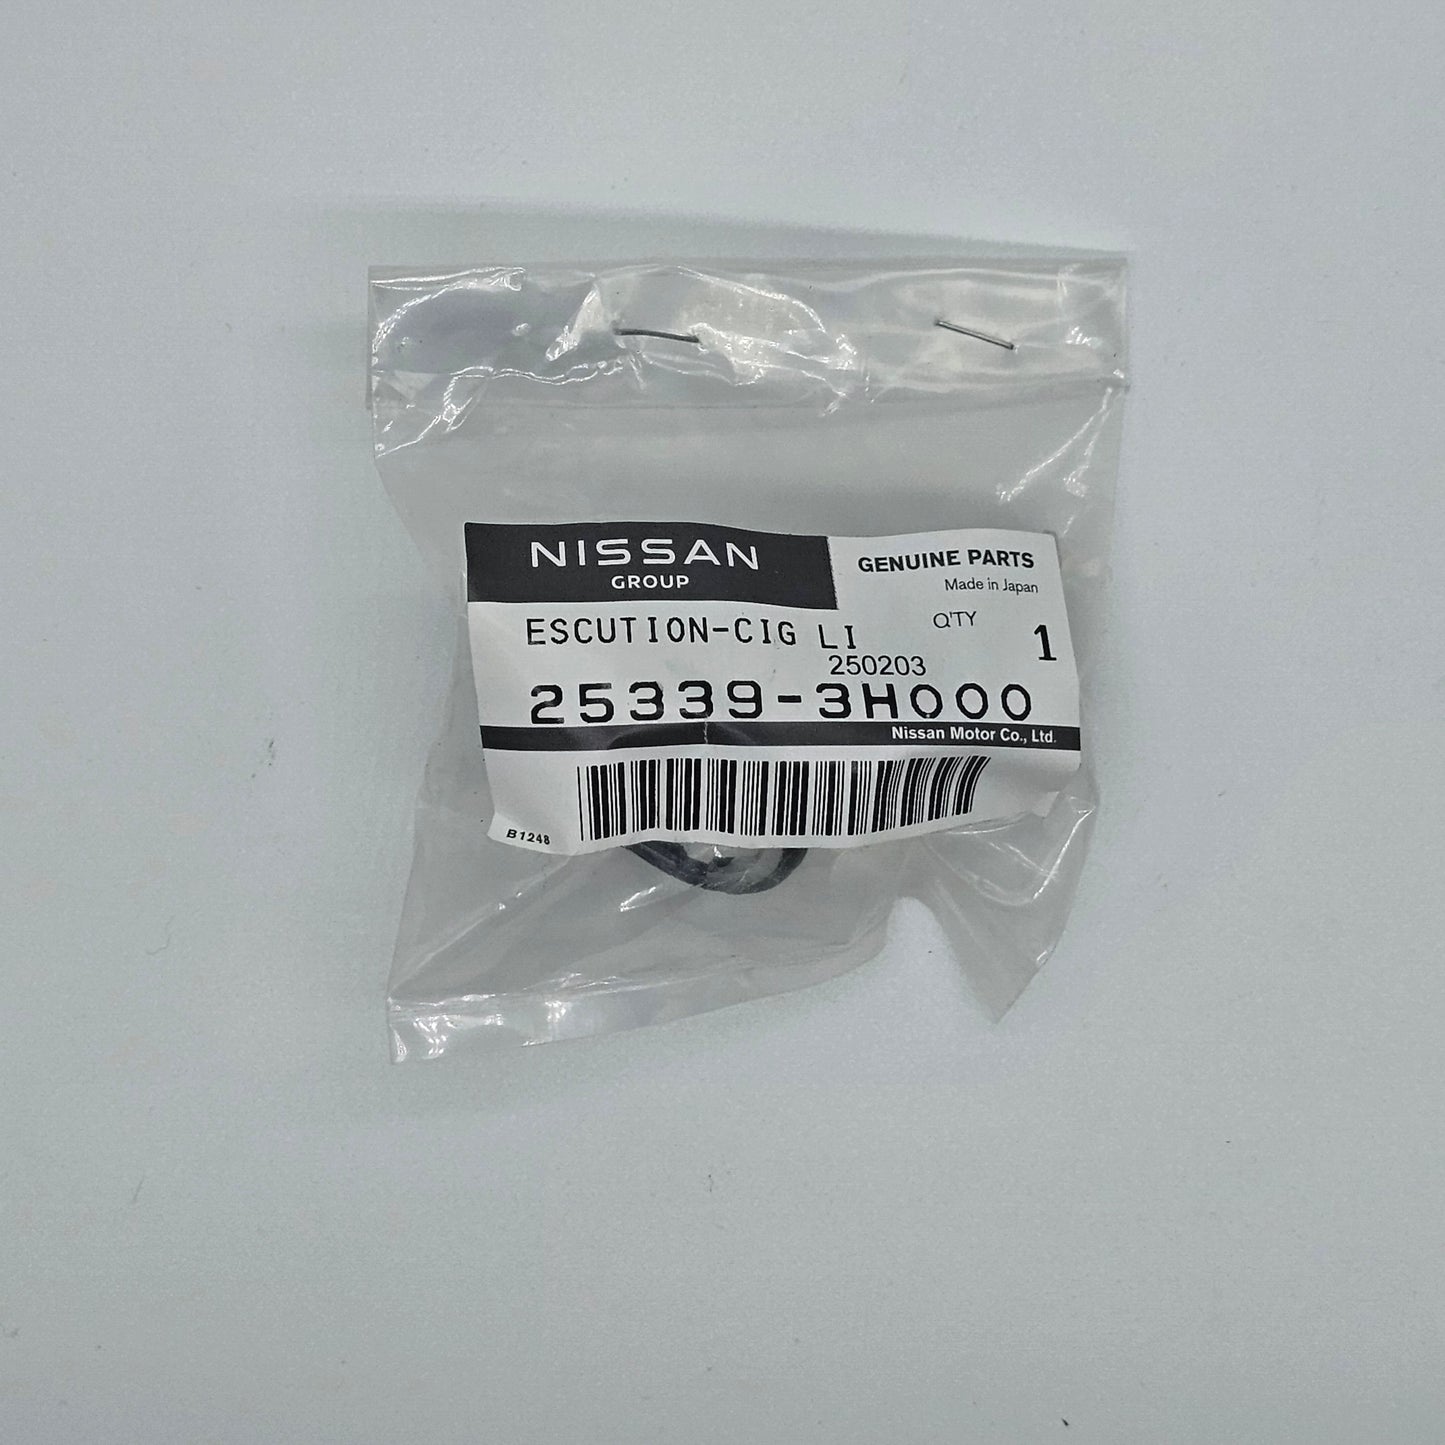 NISSAN
GROUP
GENUINE PARTS
Made in Japan
ESCUTION-CIG LI
Q'TY
1
250203
25339-3H000
Nissan Motor Co., Ltd.
B1248